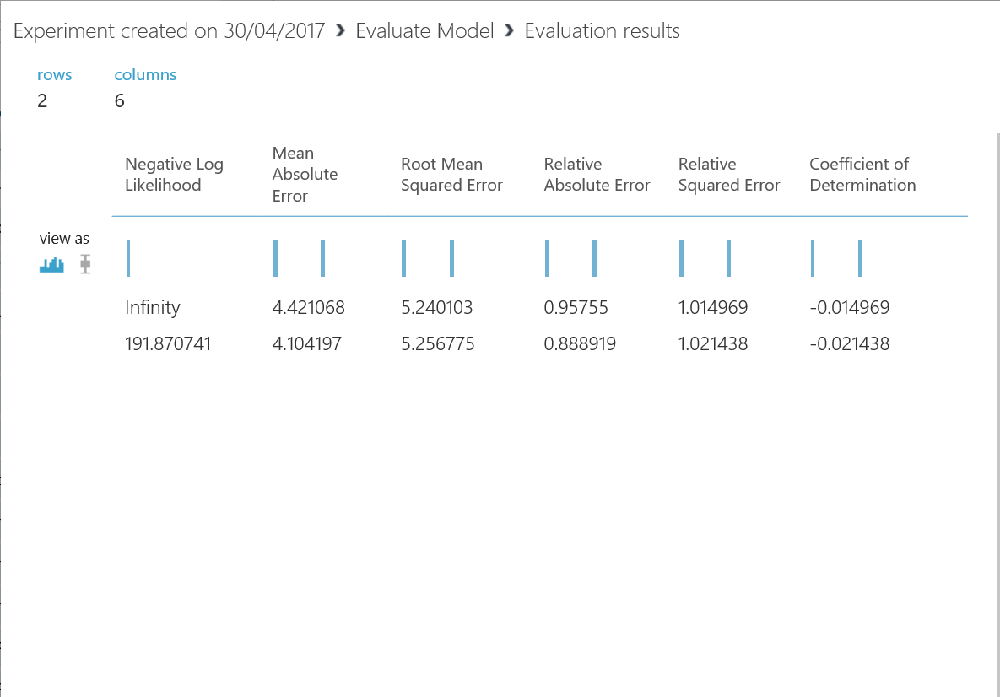 Experiment created on 30/04/2017 › Evaluate Model › Evaluation results
rows columns
2 6
Negative Log Likelihood
Mean Absolute Error
Root Mean Squared Error
Relative Absolute Error
Relative Squared Error
Coefficient of Determination
view as
Infinity 4.421068 5.240103 0.95755 1.014969 -0.014969
191.870741 4.104197 5.256775 0.888919 1.021438 -0.021438